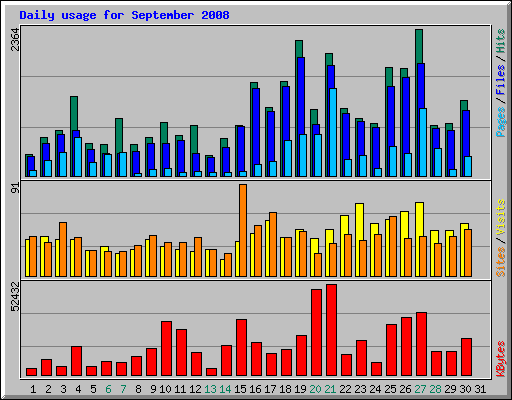 Daily usage for September 2008
2364
Pages / Files / Hits
91
Sites / Visits
52432
KBytes
1 2 3 4 5 6 7 8 9 10 11 12 13 14 15 16 17 18 19 20 21 22 23 24 25 26 27 28 29 30 31